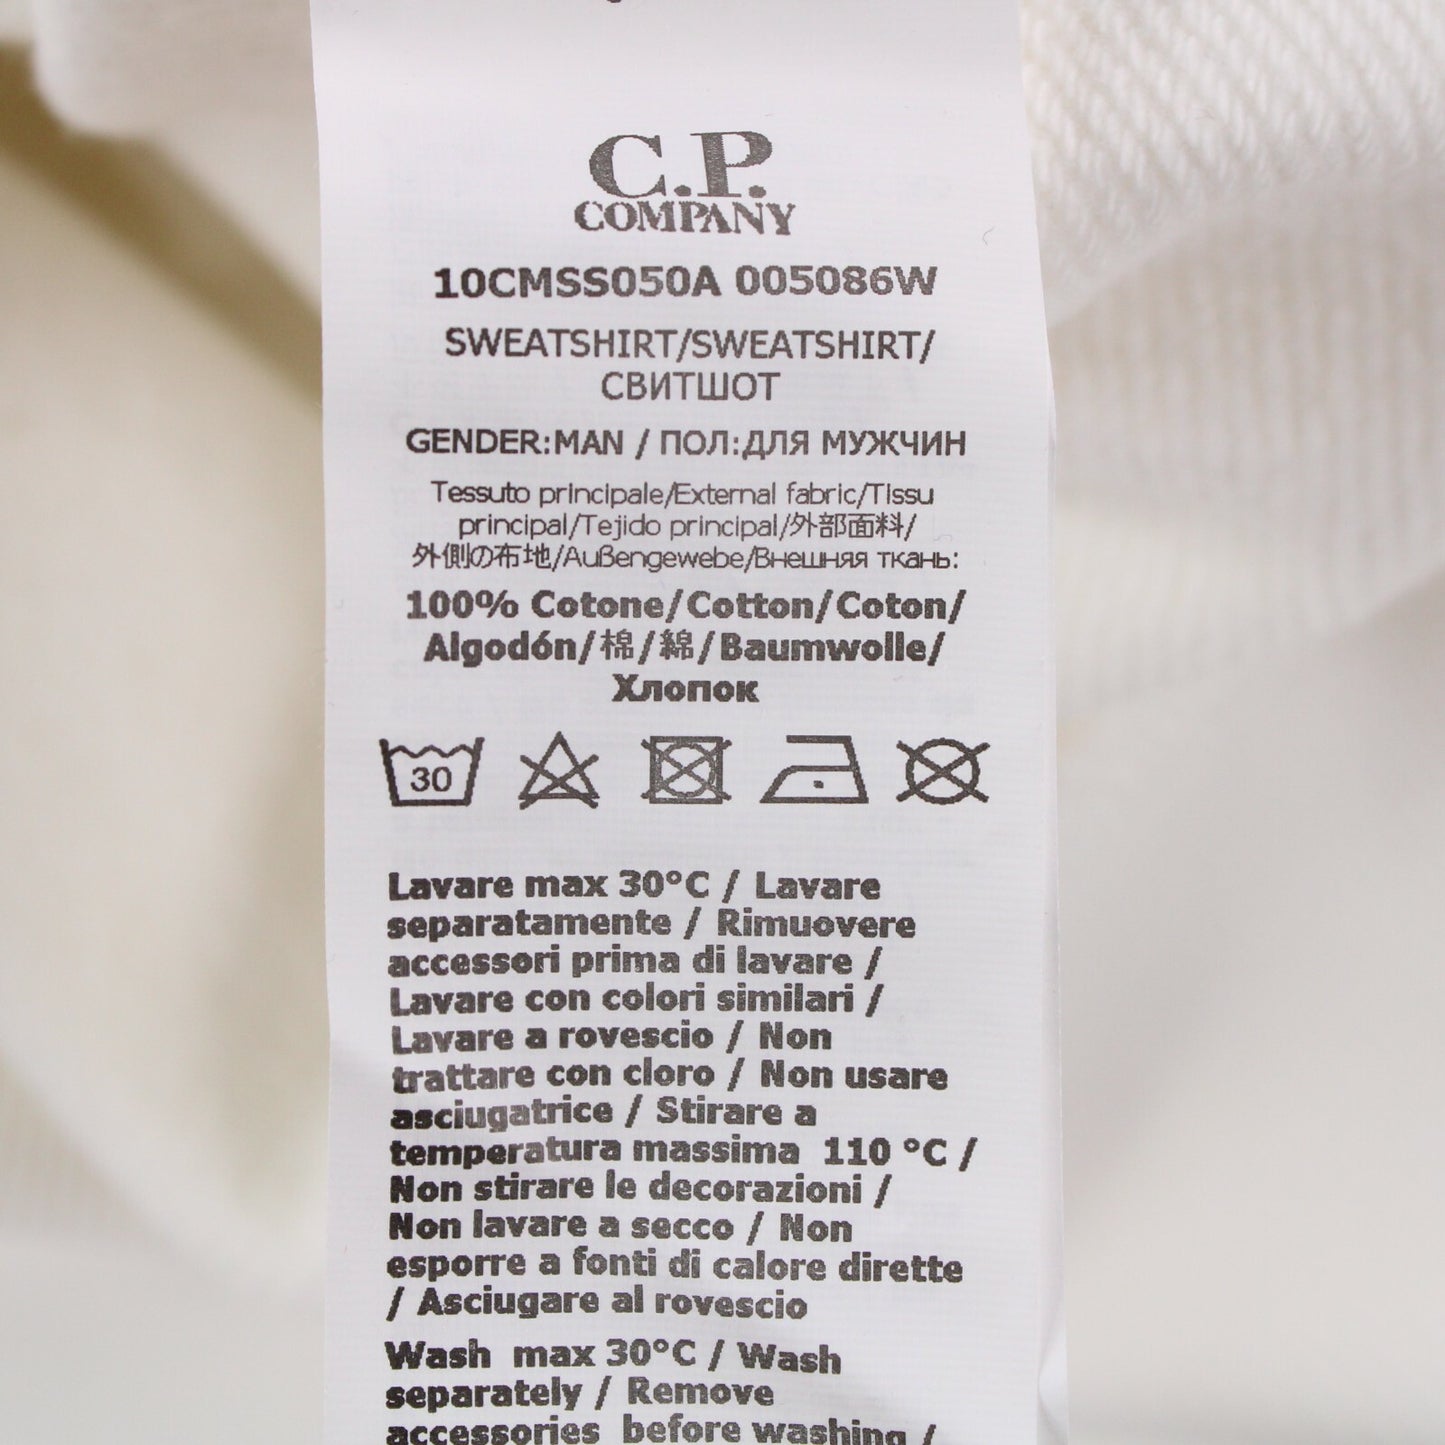 C.P.
COMPANY
10CMSS050A 005086W
SWEATSHIRT/SWEATSHIRT/
СВИТШОТ
GENDER:MAN / ПОЛ:ДЛЯ МУЖЧИН
Tessuto principale/External fabric/Tissu
principal/Tejido principal/外部面料/
外側の布地/Außengewebe/Внешняя ткань:
100% Cotone/Cotton/Coton/
Algodón/棉/綿/Baumwolle/
Хлопок
30
Lavare max 30°C / Lavare
separatamente / Rimuovere
accessori prima di lavare /
Lavare con colori similari /
Lavare a rovescio / Non
trattare con cloro / Non usare
asciugatrice / Stirare a
temperatura massima 110 °C /
Non stirare le decorazioni /
Non lavare a secco / Non
esporre a fonti di calore dirette
/ Asciugare al rovescio
Wash max 30°C / Wash
separately / Remove
accessories before washing /